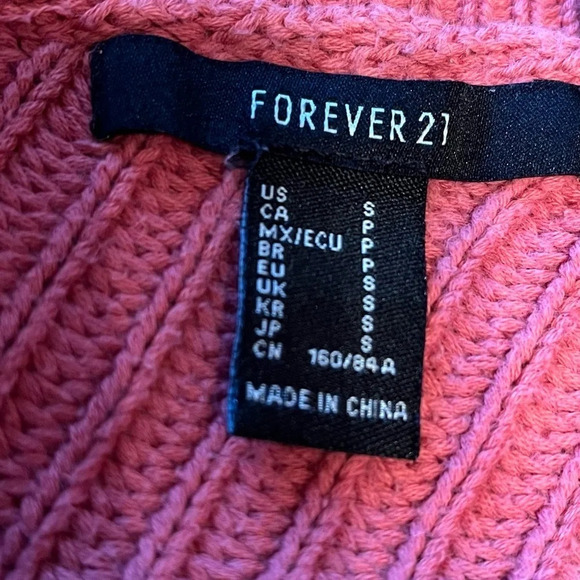 FOREVER 21
US S
CA P
MX/ECU P
BR P
EU S
UK S
KR S
JP S
CN 160/84A
MADE IN CHINA